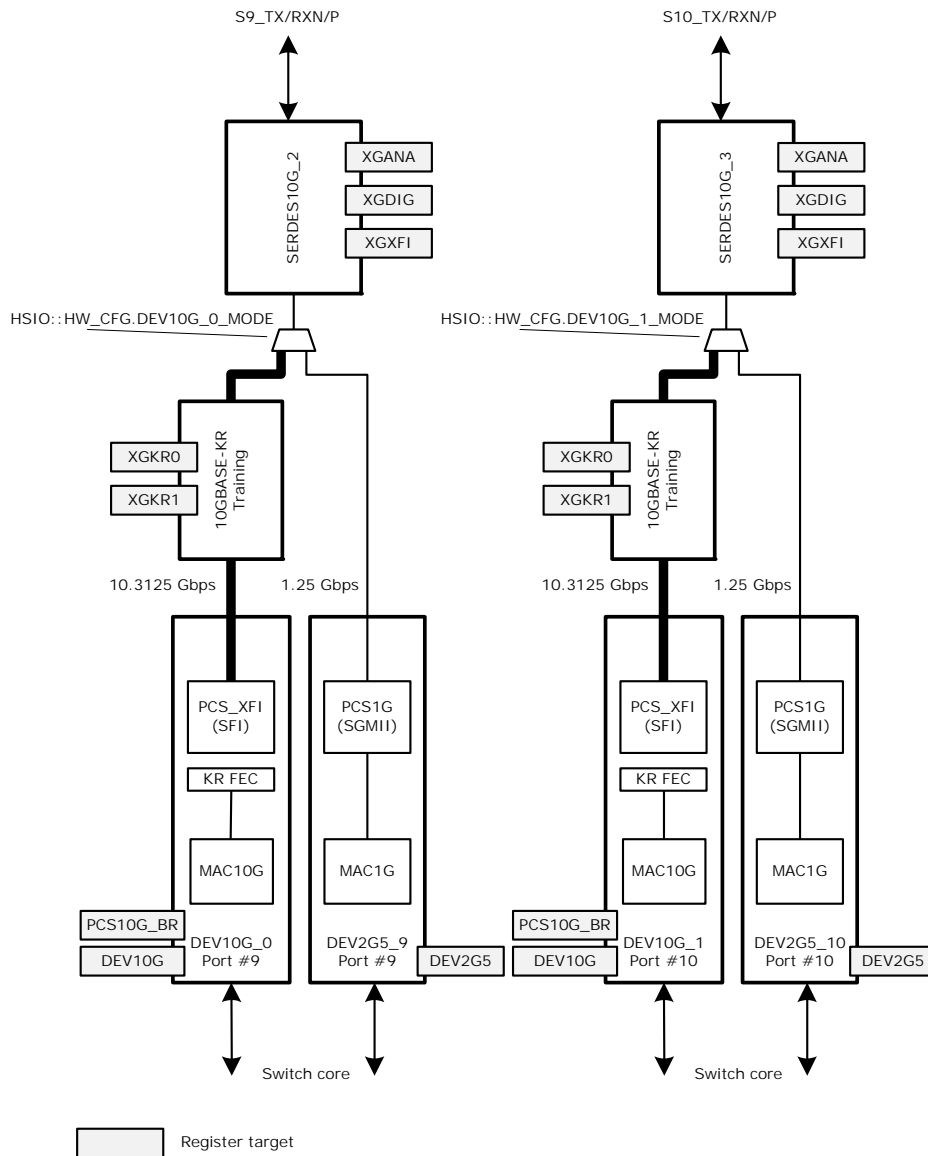 S9_TX/RXN/P
S10_TX/RXN/P
SERDES10G_2
XGANA
XGDIG
XGXFI
SERDES10G_3
XGANA
XGDIG
XGXFI
HSIO::HW_CFG.DEV10G_0_MODE
HSIO::HW_CFG.DEV10G_1_MODE
XGKR0
XGKR1
10GBASE-KR
Training
XGKR0
XGKR1
10GBASE-KR
Training
10.3125 Gbps
1.25 Gbps
10.3125 Gbps
1.25 Gbps
PCS_XFI
(SFI)
PCS1G
(SGMII)
PCS_XFI
(SFI)
PCS1G
(SGMII)
KR FEC
KR FEC
MAC10G
MAC1G
MAC10G
MAC1G
PCS10G_BR
DEV10G
DEV10G_0
Port #9
DEV2G5_9
Port #9
DEV2G5
PCS10G_BR
DEV10G
DEV10G_1
Port #10
DEV2G5_10
Port #10
DEV2G5
Switch core
Switch core
Register target